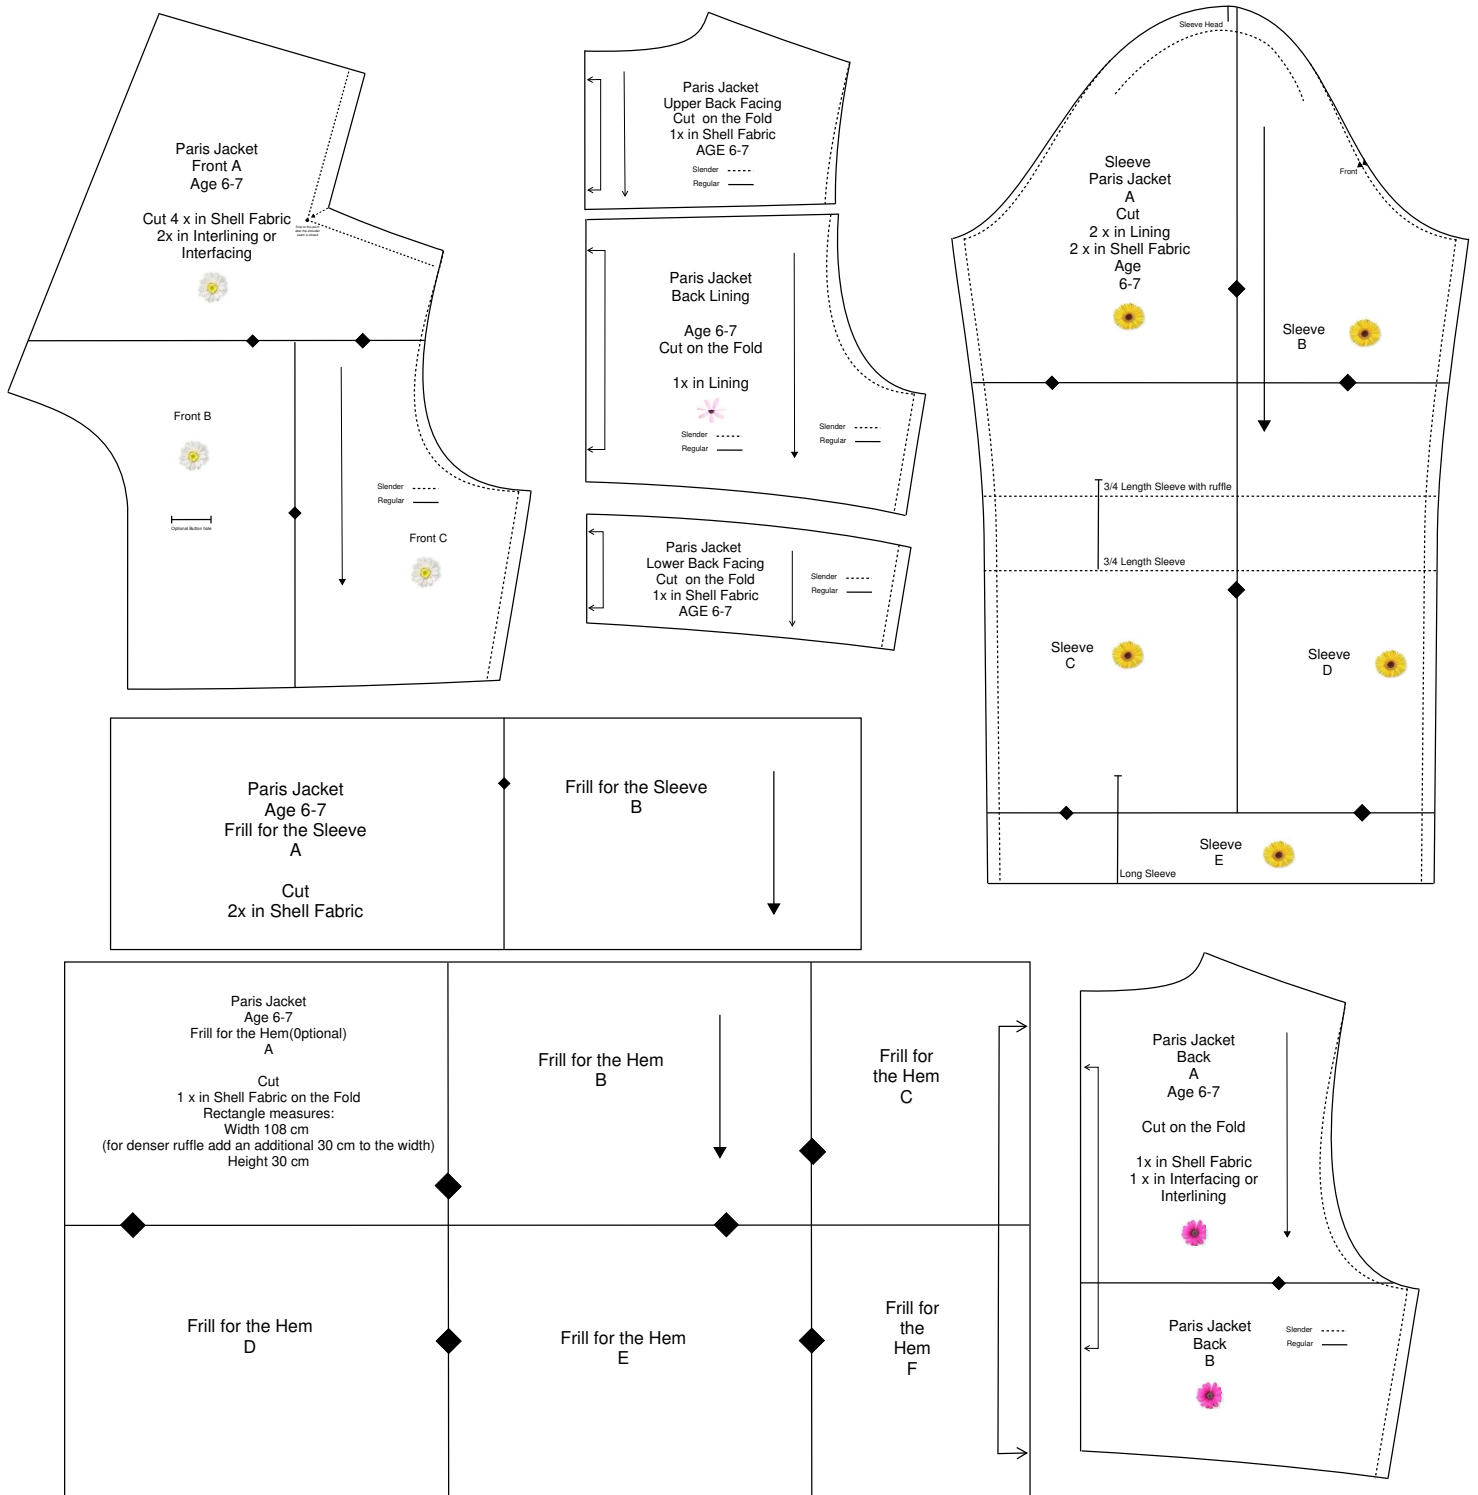 Paris Jacket
Front A
Age 6-7
Cut 4 x in Shell Fabric
2x in Interlining or
Interfacing
Front B
Optional Button hole
Slender
Regular
Front C
Paris Jacket
Upper Back Facing
Cut on the Fold
1x in Shell Fabric
AGE 6-7
Slender
Regular
Paris Jacket
Back Lining
Age 6-7
Cut on the Fold
1x in Lining
Slender
Regular
Slender
Regular
Paris Jacket
Lower Back Facing
Cut on the Fold
1x in Shell Fabric
AGE 6-7
Slender
Regular
Sleeve Head
Front
Sleeve
Paris Jacket
A
Cut
2 x in Lining
2 x in Shell Fabric
Age
6-7
Sleeve
B
3/4 Length Sleeve with ruffle
3/4 Length Sleeve
Sleeve
C
Sleeve
D
Sleeve
E
Long Sleeve
Paris Jacket
Age 6-7
Frill for the Sleeve
A
Cut
2x in Shell Fabric
Frill for the Sleeve
B
Paris Jacket
Age 6-7
Frill for the Hem(0ptional)
A
Cut
1 x in Shell Fabric on the Fold
Rectangle measures:
Width 108 cm
(for denser ruffle add an additional 30 cm to the width)
Height 30 cm
Frill for the Hem
B
Frill for
the Hem
C
Frill for the Hem
D
Frill for the Hem
E
Frill for
the
Hem
F
Paris Jacket
Back
A
Age 6-7
Cut on the Fold
1x in Shell Fabric
1 x in Interfacing or
Interlining
Paris Jacket
Back
B
Slender
Regular